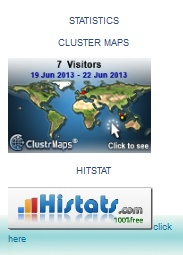 STATISTICS
CLUSTER MAPS
7 Visitors
19 Jun 2013 - 22 Jun 2013
ClustrMaps®
Click to see
HITSTAT
Histats.com
100%free
click
here